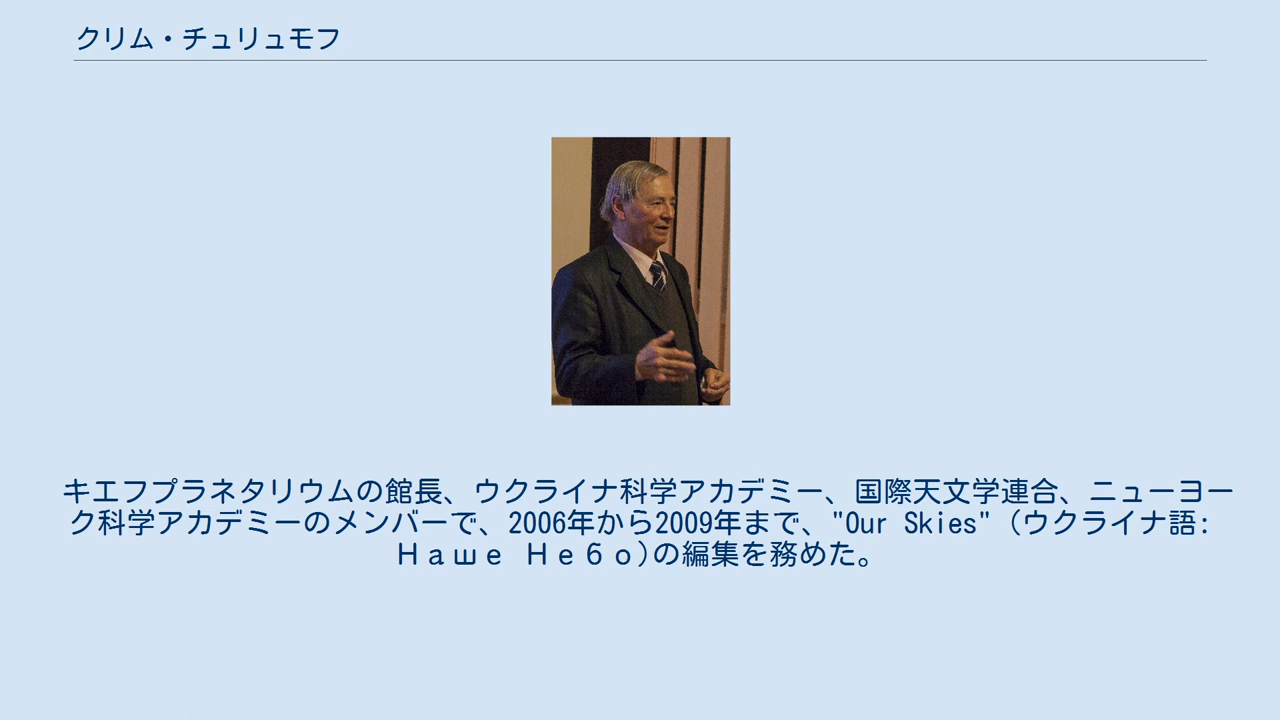 クリム・チュリュモフ
キエフプラネタリウムの館長、ウクライナ科学アカデミー、国際天文学連合、ニューヨー
ク科学アカデミーのメンバーで、2006年から2009年まで、"Our Skies" (ウクライナ語:
Наше Небо)の編集を務めた。